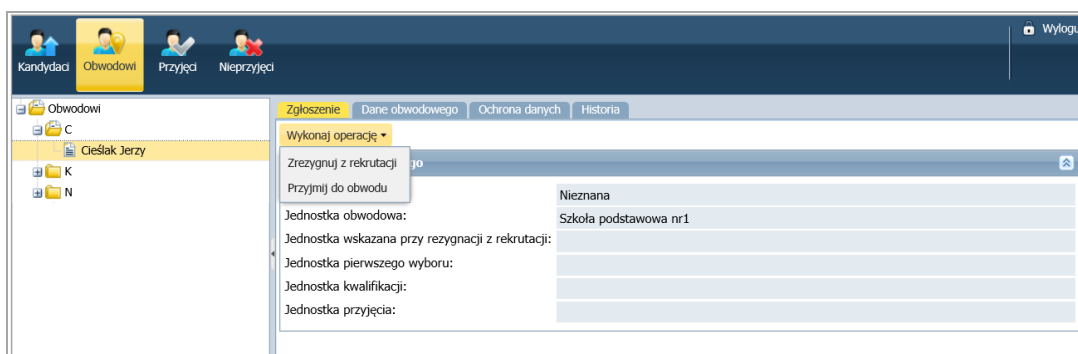 Wylogu
Kandydaci Obwodowi Przyjęci Nieprzyjęci
Obwodowi
C
Cieślak Jerzy
K
N
Zgłoszenie Dane obwodowego Ochrona danych Historia
Wykonaj operację
Zrezygnuj z rekrutacji
Przyjmij do obwodu
go
Nieznana
Jednostka obwodowa: Szkoła podstawowa nr1
Jednostka wskazana przy rezygnacji z rekrutacji:
Jednostka pierwszego wyboru:
Jednostka kwalifikacji:
Jednostka przyjęcia: